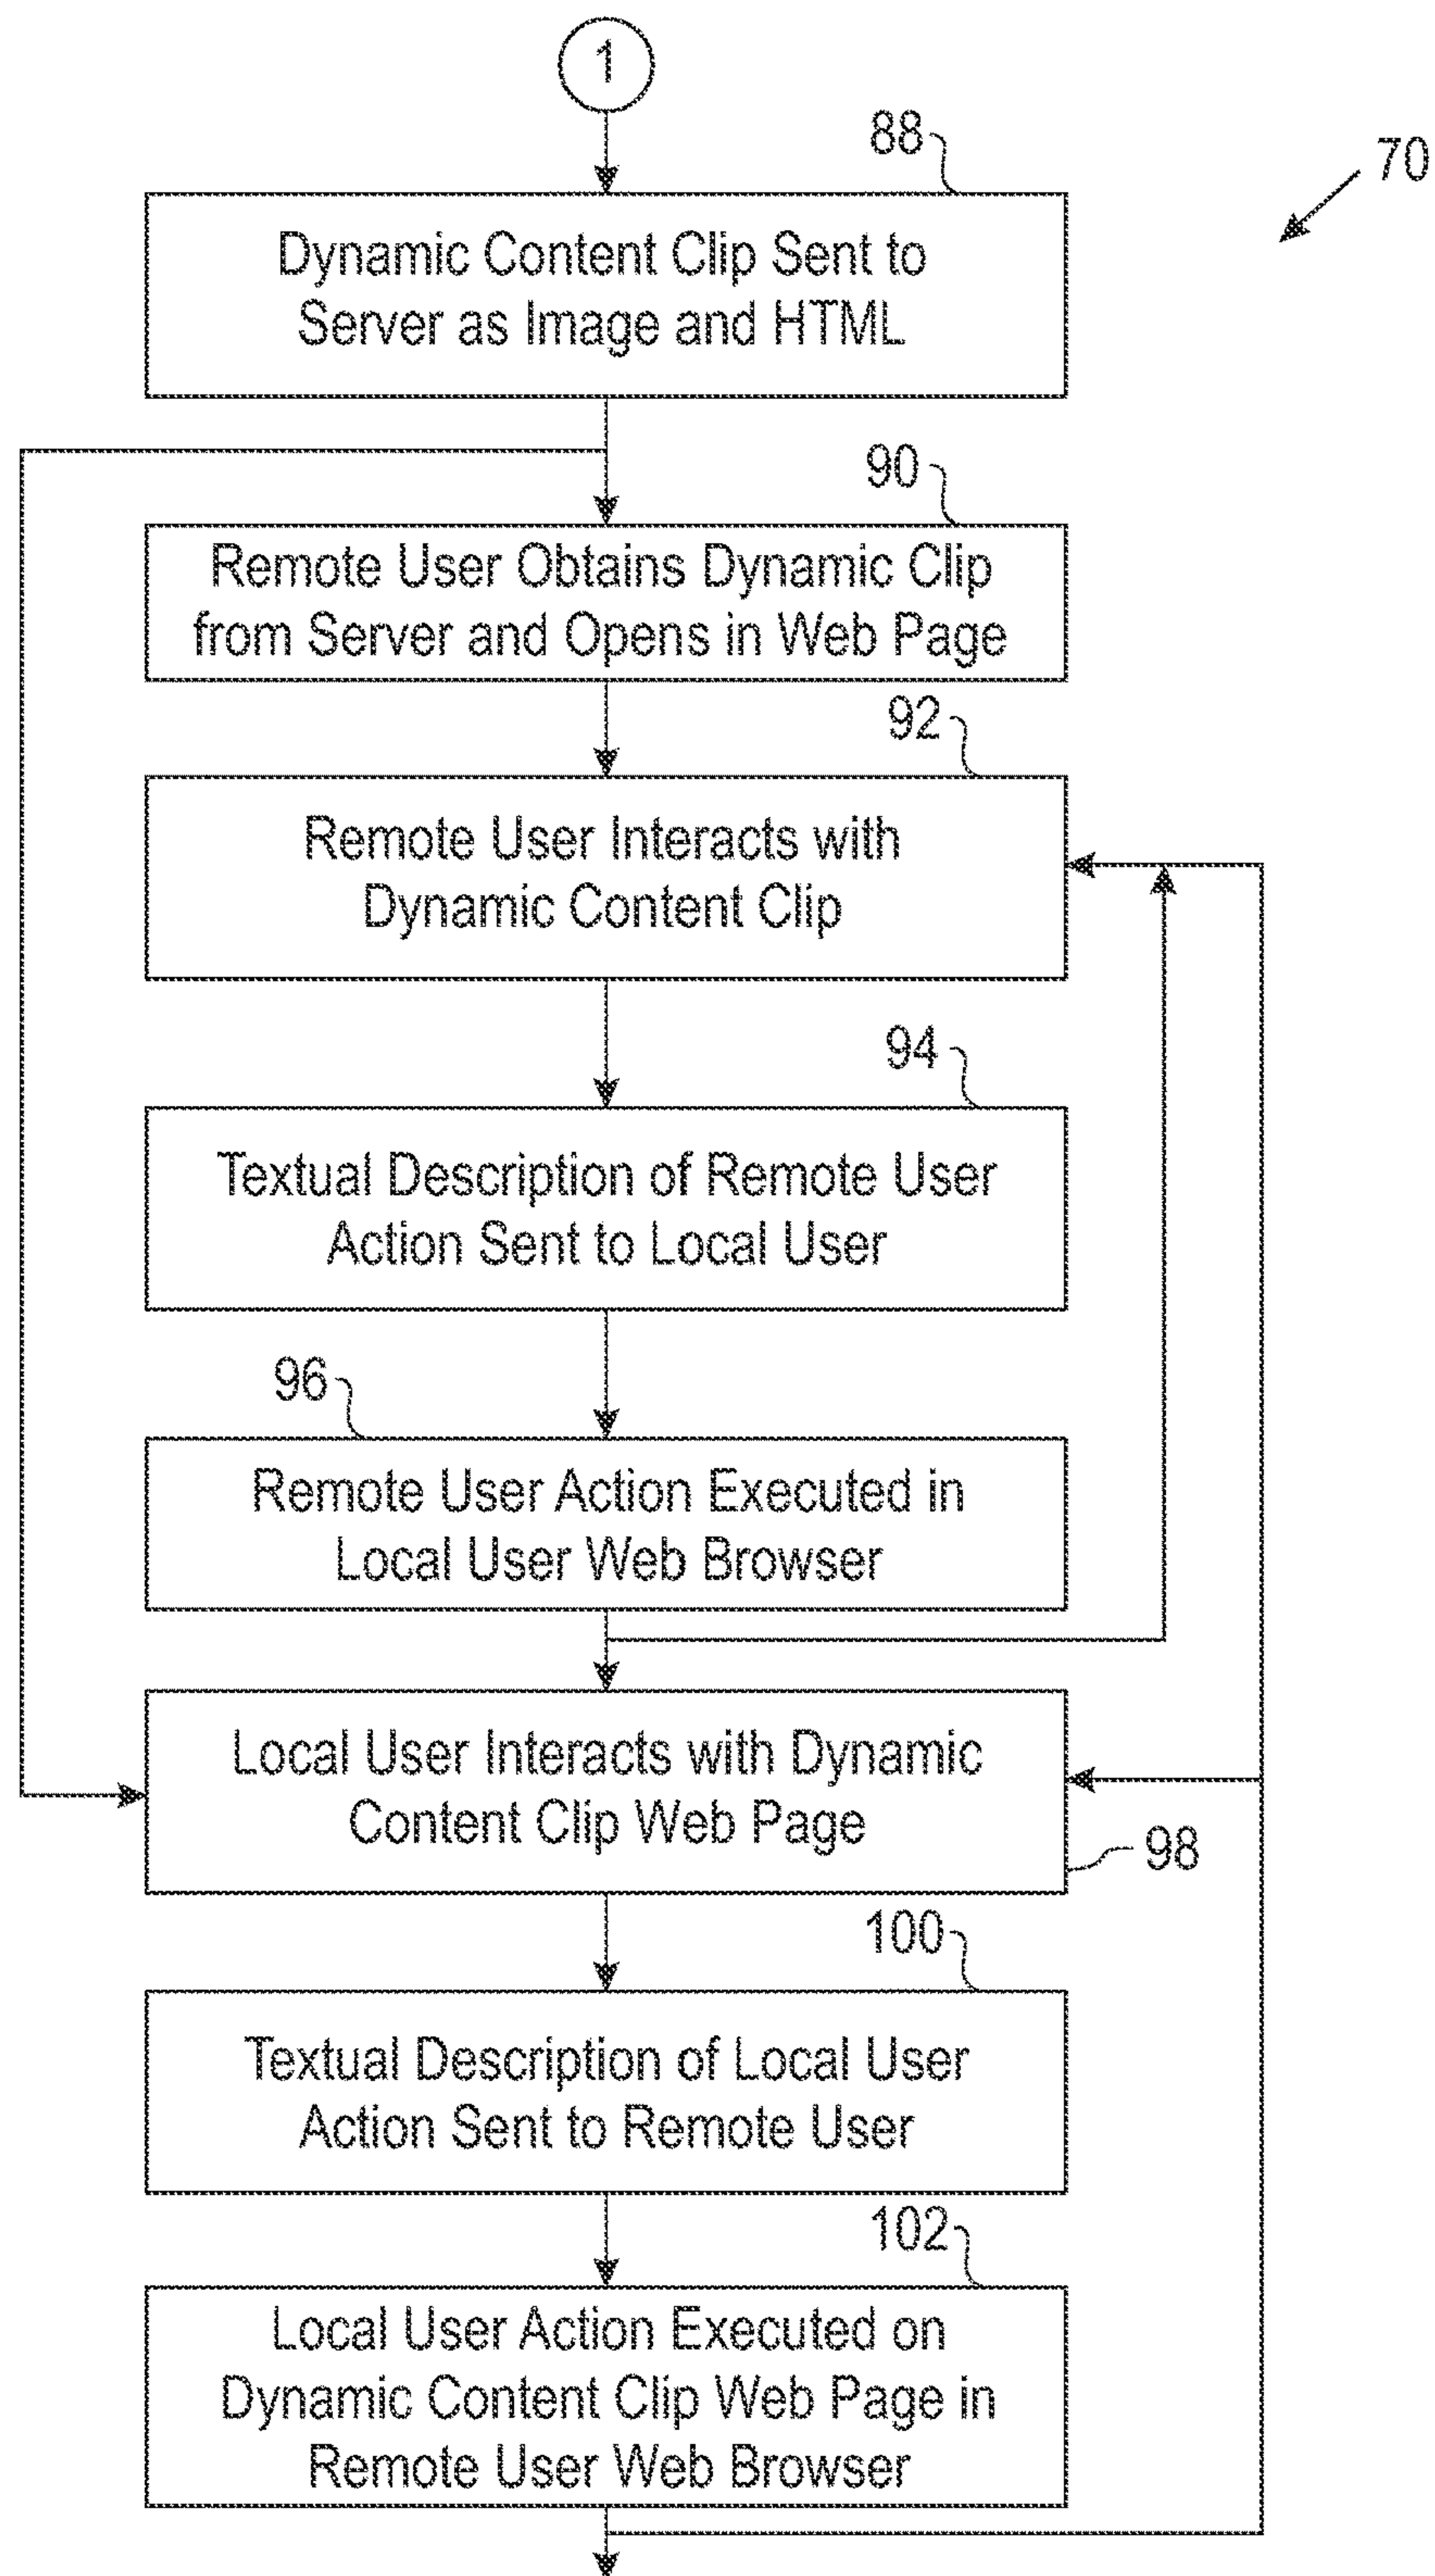 1
88
70
Dynamic Content Clip Sent to
Server as Image and HTML
90
Remote User Obtains Dynamic Clip
from Server and Opens in Web Page
92
Remote User Interacts with
Dynamic Content Clip
94
Textual Description of Remote User
Action Sent to Local User
96
Remote User Action Executed in
Local User Web Browser
Local User Interacts with Dynamic
Content Clip Web Page
98
100
Textual Description of Local User
Action Sent to Remote User
102
Local User Action Executed on
Dynamic Content Clip Web Page in
Remote User Web Browser